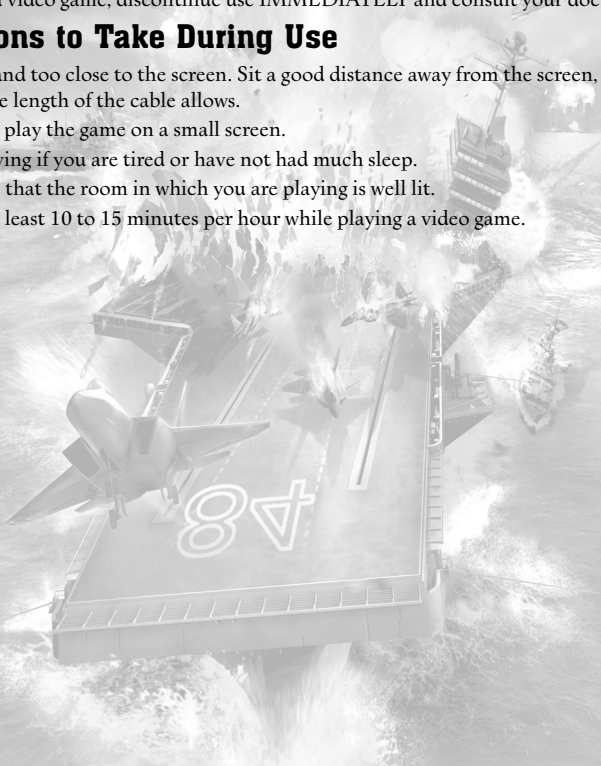 a video game, discontinue use IMMEDIATELY and consult your doc
ons to Take During Use
and too close to the screen. Sit a good distance away from the screen,
e length of the cable allows.
play the game on a small screen.
ying if you are tired or have not had much sleep.
that the room in which you are playing is well lit.
least 10 to 15 minutes per hour while playing a video game.
48